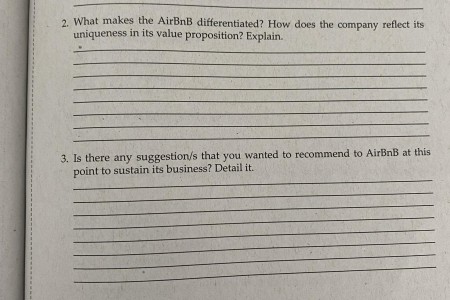 2. What makes the AirBnB differentiated? How does the company reflect its
uniqueness in its value proposition? Explain.
3. Is there any suggestion/s that you wanted to recommend to AirBnB at this
point to sustain its business? Detail it.